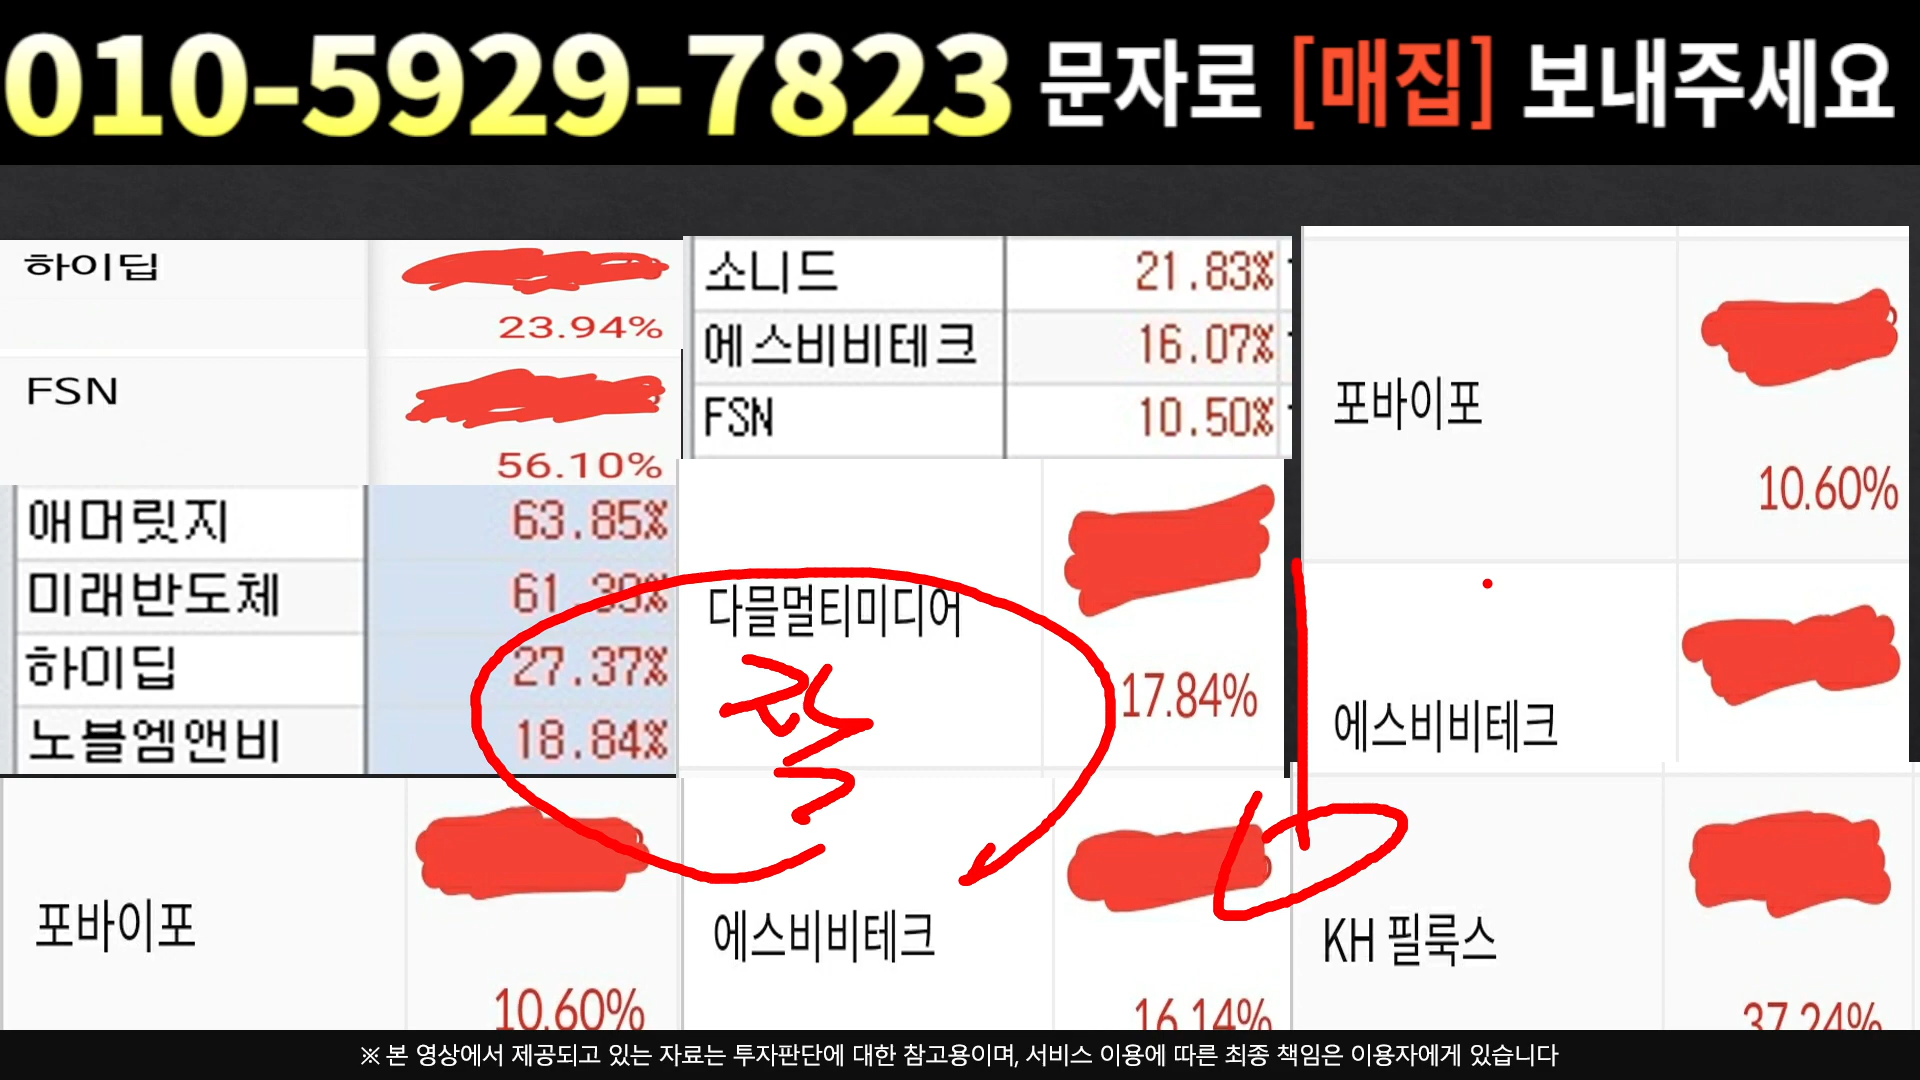 010-5929-7823 문자로 [매집] 보내주세요
하이딥
23.94%
FSN
56.10%
애머릿지 63.85%
미래반도체 61.39%
하이딥 27.37%
노블엠앤비 18.84%
소니드 21.83%
에스비비테크 16.07%
FSN 10.50%
다믈멀티미디어
17.84%
포바이포
10.60%
에스비비테크
포바이포
10.60%
에스비비테크
16.14%
KH 필룩스
37.24%
※ 본 영상에서 제공되고 있는 자료는 투자판단에 대한 참고용이며, 서비스 이용에 따른 최종 책임은 이용자에게 있습니다